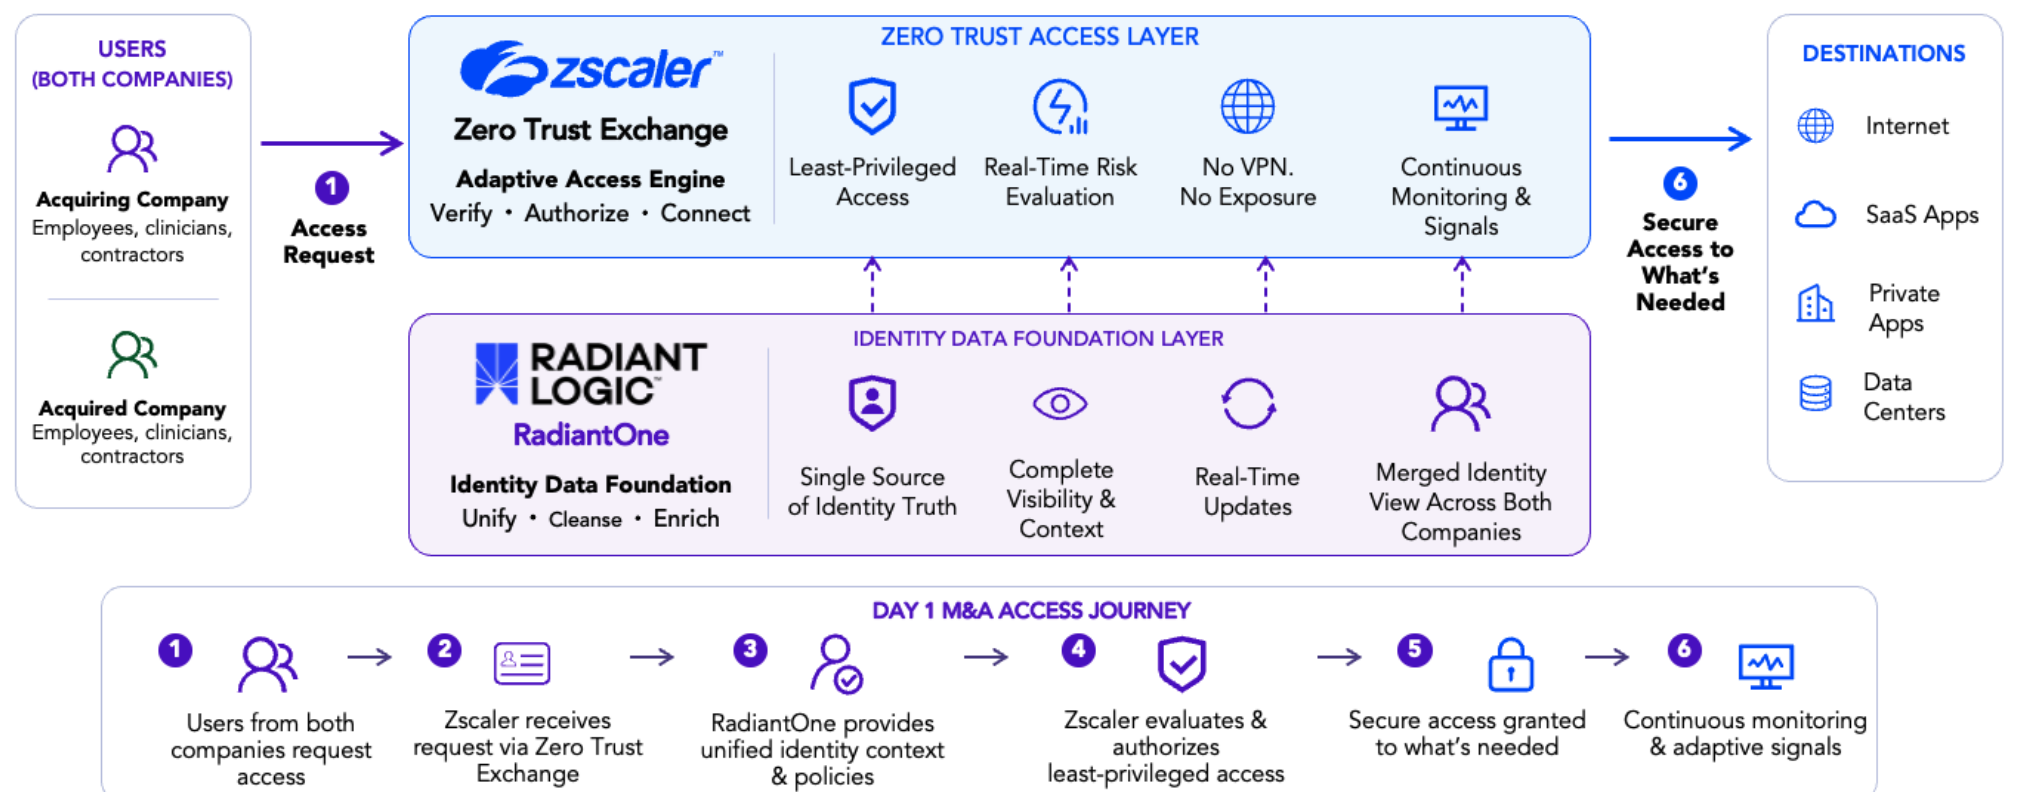 USERS
(BOTH COMPANIES)
Acquiring Company
Employees, clinicians,
contractors
Acquired Company
Employees, clinicians,
contractors
1
Access
Request
zscaler™
Zero Trust Exchange
Adaptive Access Engine
Verify • Authorize • Connect
ZERO TRUST ACCESS LAYER
Least-Privileged
Access
Real-Time Risk
Evaluation
No VPN.
No Exposure
Continuous
Monitoring &
Signals
RADIANT
LOGIC™
RadiantOne
Identity Data Foundation
Unify • Cleanse • Enrich
IDENTITY DATA FOUNDATION LAYER
Single Source
of Identity Truth
Complete
Visibility &
Context
Real-Time
Updates
Merged Identity
View Across Both
Companies
6
Secure
Access to
What's
Needed
DESTINATIONS
Internet
SaaS Apps
Private
Apps
Data
Centers
DAY 1 M&A ACCESS JOURNEY
1
Users from both
companies request
access
2
Zscaler receives
request via Zero Trust
Exchange
3
RadiantOne provides
unified identity context
& policies
4
Zscaler evaluates &
authorizes
least-privileged access
5
Secure access granted
to what's needed
6
Continuous monitoring
& adaptive signals